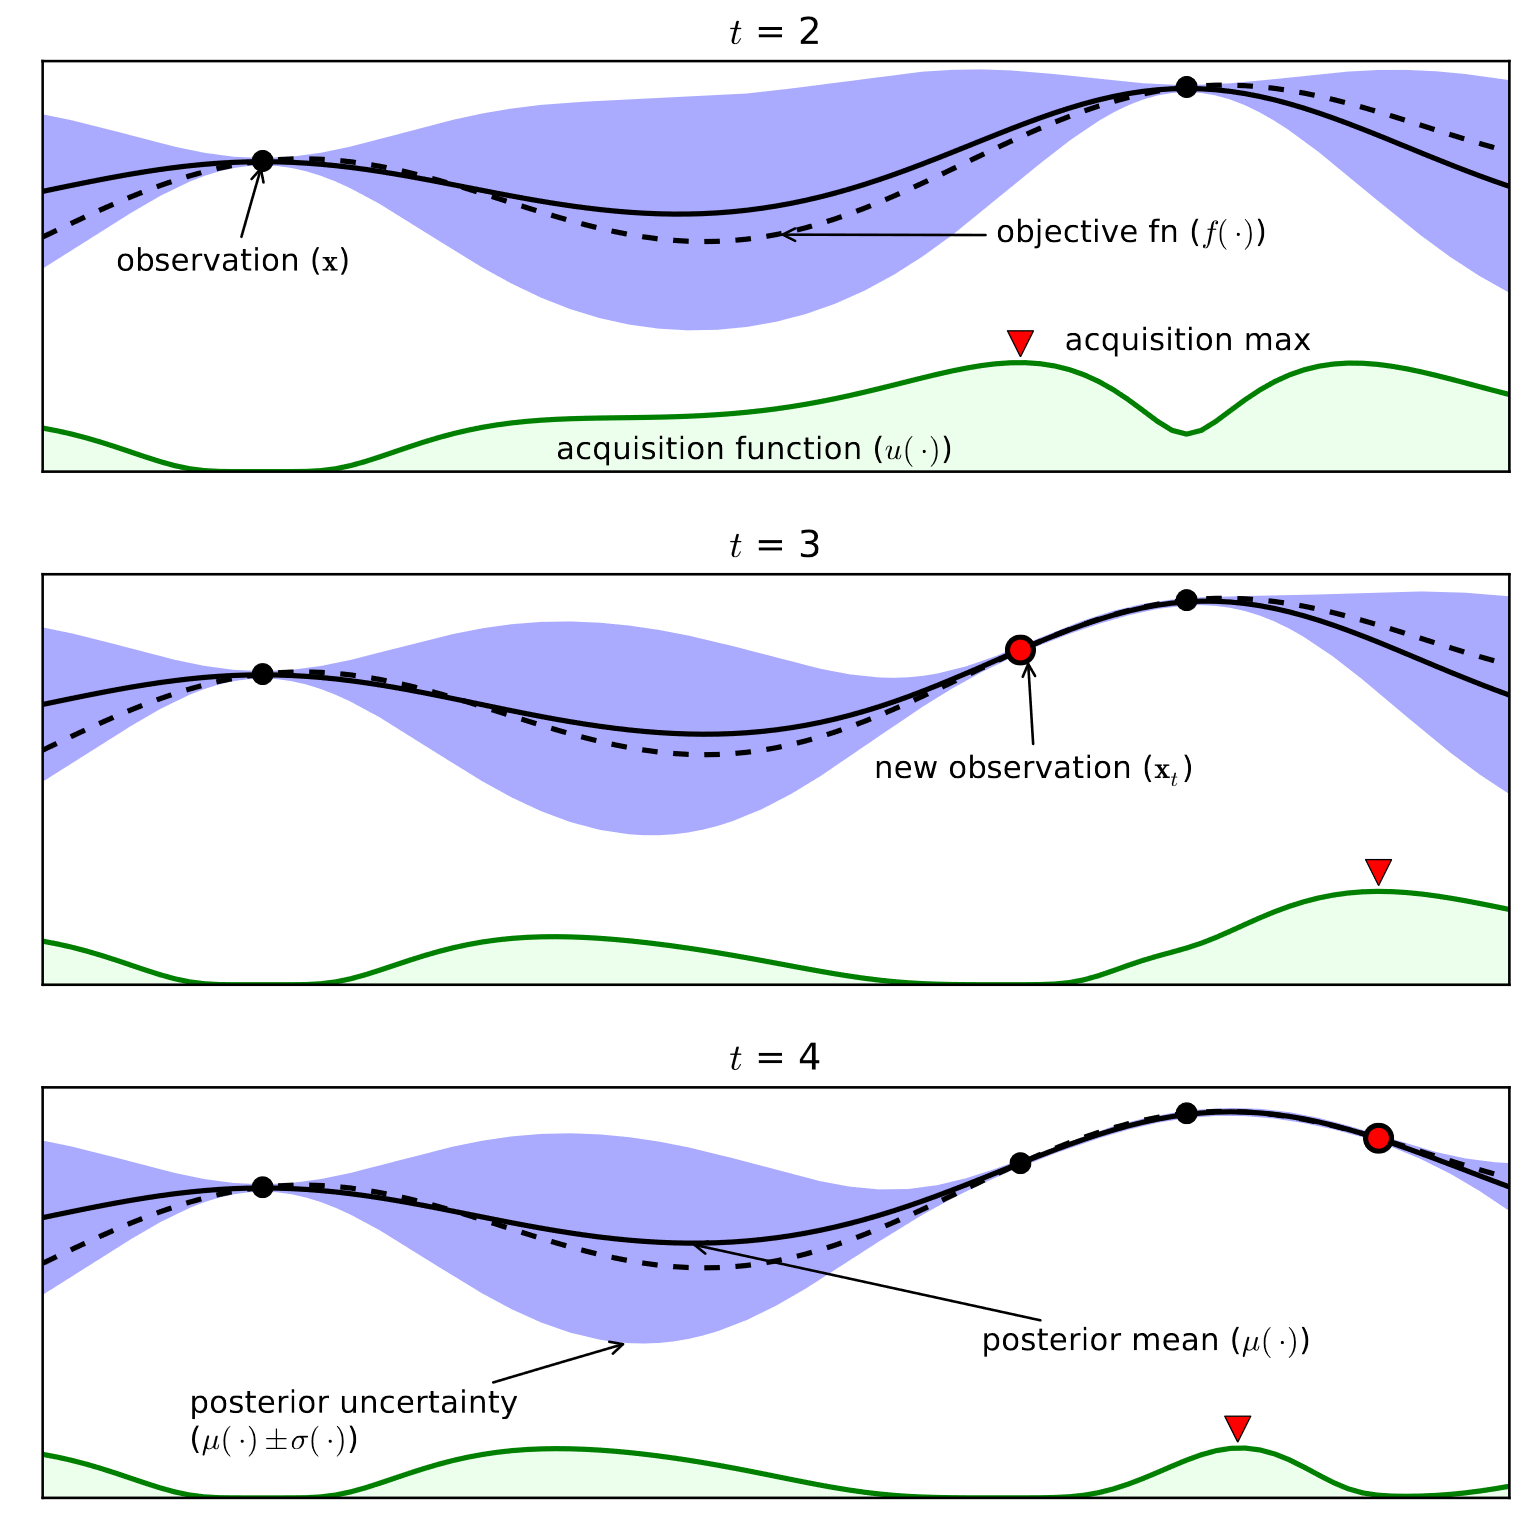 t = 2
observation (x)
objective fn (f(·))
acquisition max
acquisition function (u(·))
t = 3
new observation (xₜ)
t = 4
posterior mean (μ(·))
posterior uncertainty
(μ(·)±σ(·))